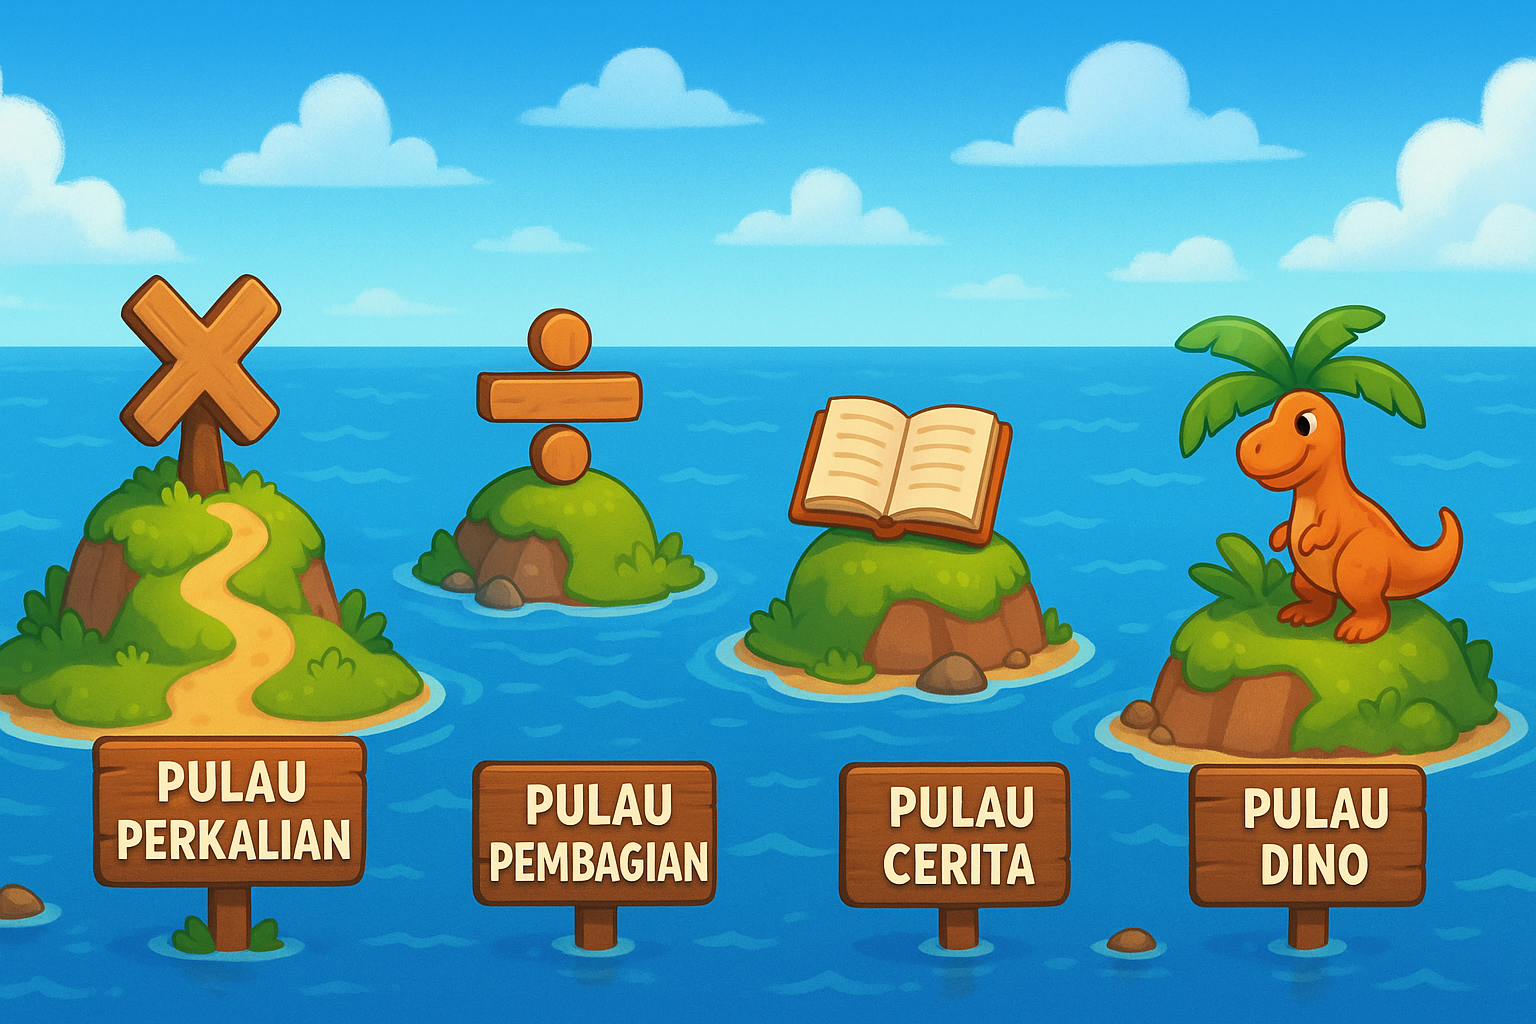 PULAU
PERKALIAN
PULAU
PEMBAGIAN
PULAU
CERITA
PULAU
DINO